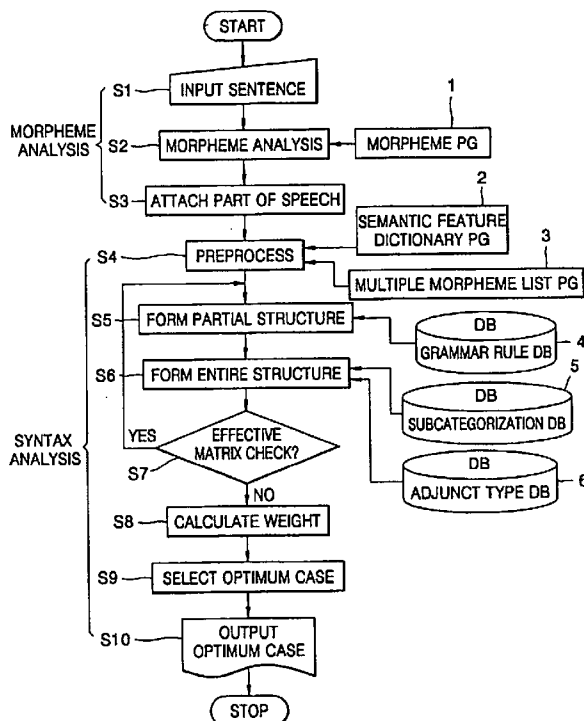 START
S1
INPUT SENTENCE
1
MORPHEME
ANALYSIS
S2
MORPHEME ANALYSIS
MORPHEME PG
S3
ATTACH PART OF SPEECH
2
SEMANTIC FEATURE
DICTIONARY PG
S4
PREPROCESS
3
MULTIPLE MORPHEME LIST PG
S5
FORM PARTIAL STRUCTURE
DB
GRAMMAR RULE DB
4
S6
FORM ENTIRE STRUCTURE
5
DB
SUBCATEGORIZATION DB
SYNTAX
ANALYSIS
YES
EFFECTIVE
MATRIX CHECK?
S7
NO
DB
ADJUNCT TYPE DB
6
S8
CALCULATE WEIGHT
S9
SELECT OPTIMUM CASE
S10
OUTPUT
OPTIMUM CASE
STOP